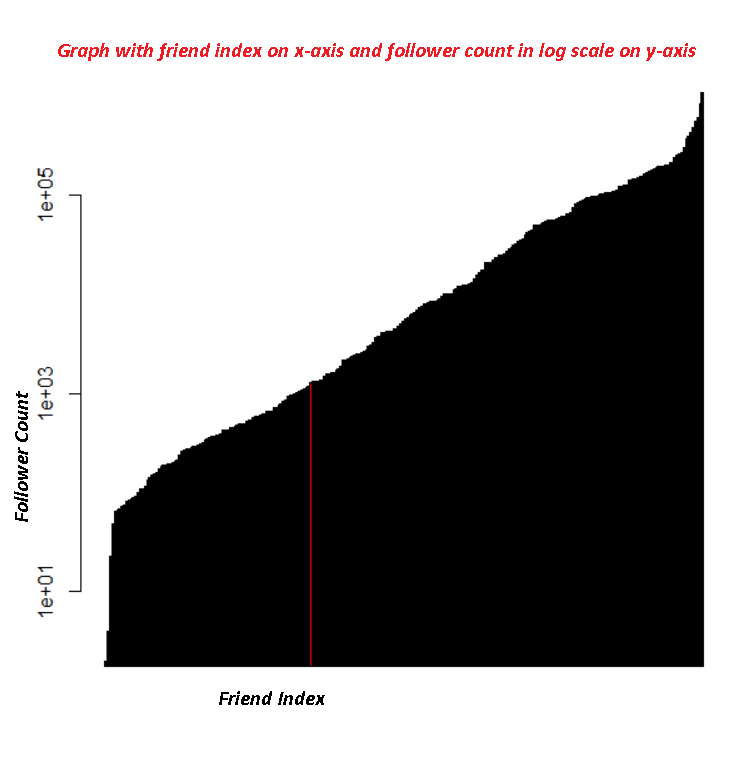 Graph with friend index on x-axis and follower count in log scale on y-axis
1e+05
1e+03
1e+01
Follower Count
Friend Index